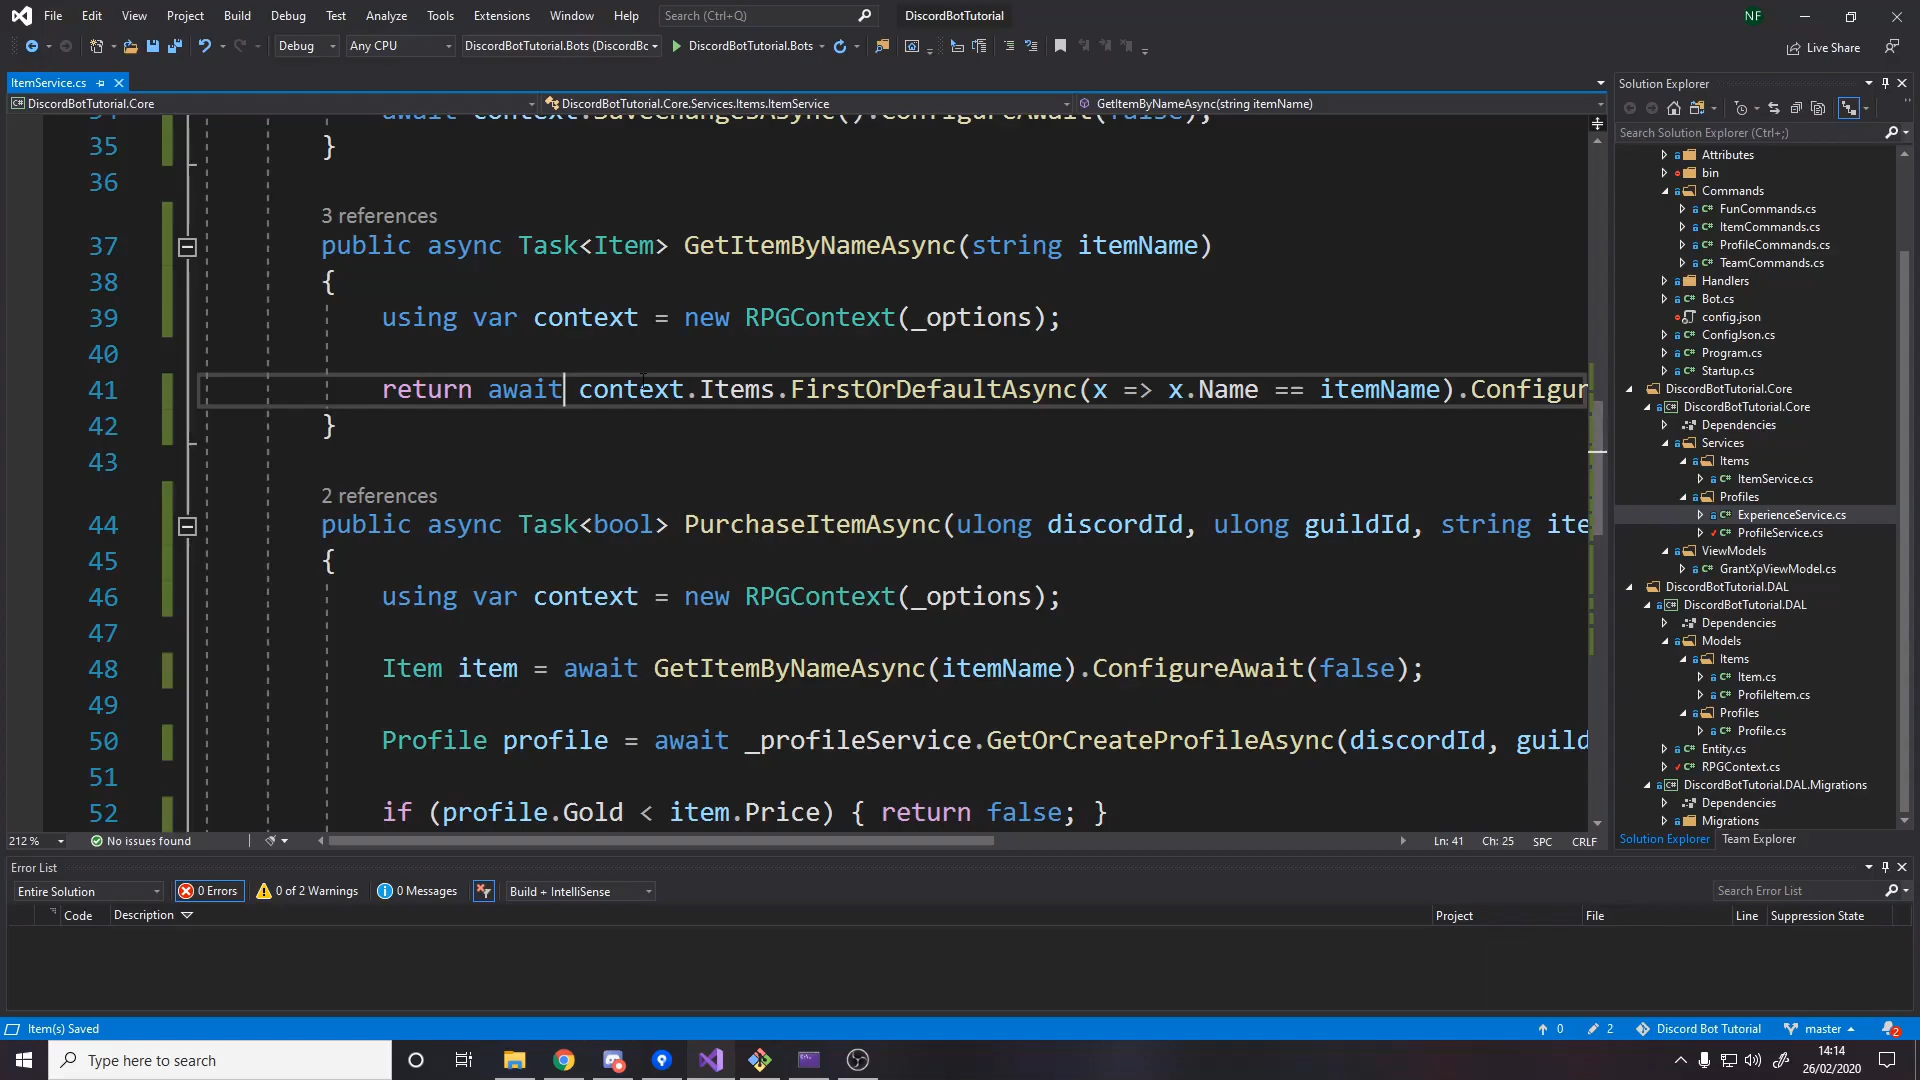 File Edit View Project Build Debug Test Analyze Tools Extensions Window Help Search (Ctrl+Q) DiscordBotTutorial NF
Debug Any CPU DiscordBotTutorial.Bots (DiscordBc DiscordBotTutorial.Bots Live Share
ItemService.cs
DiscordBotTutorial.Core DiscordBotTutorial.Core.Services.Items.ItemService GetItemByNameAsync(string itemName)
34 await context.SaveChangesAsync().ConfigureAwait(false);
35 }
36
3 references
37 public async Task<Item> GetItemByNameAsync(string itemName)
38 {
39 using var context = new RPGContext(_options);
40
41 return await context.Items.FirstOrDefaultAsync(x => x.Name == itemName).Configur
42 }
43
2 references
44 public async Task<bool> PurchaseItemAsync(ulong discordId, ulong guildId, string ite
45 {
46 using var context = new RPGContext(_options);
47
48 Item item = await GetItemByNameAsync(itemName).ConfigureAwait(false);
49
50 Profile profile = await _profileService.GetOrCreateProfileAsync(discordId, guild
51
52 if (profile.Gold < item.Price) { return false; }
212 % No issues found Ln: 41 Ch: 25 SPC CRLF
Solution Explorer
Search Solution Explorer (Ctrl+;)
Attributes
bin
Commands
FunCommands.cs
ItemCommands.cs
ProfileCommands.cs
TeamCommands.cs
Handlers
Bot.cs
config.json
ConfigJson.cs
Program.cs
Startup.cs
DiscordBotTutorial.Core
DiscordBotTutorial.Core
Dependencies
Services
Items
ItemService.cs
Profiles
ExperienceService.cs
ProfileService.cs
ViewModels
GrantXpViewModel.cs
DiscordBotTutorial.DAL
DiscordBotTutorial.DAL
Dependencies
Models
Items
Item.cs
ProfileItem.cs
Profiles
Profile.cs
Entity.cs
RPGContext.cs
DiscordBotTutorial.DAL.Migrations
Dependencies
Migrations
Solution Explorer Team Explorer
Error List
Entire Solution 0 Errors 0 of 2 Warnings 0 Messages Build + IntelliSense Search Error List
Code Description Project File Line Suppression State
Item(s) Saved 0 2 Discord Bot Tutorial master 2
Type here to search 14:14
26/02/2020